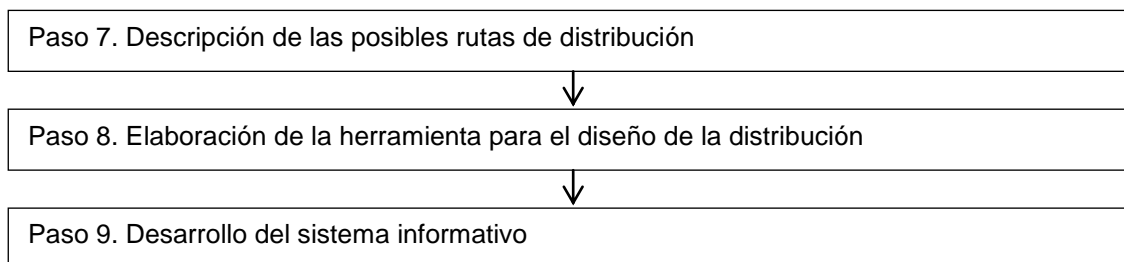 Paso 7. Descripción de las posibles rutas de distribución
Paso 8. Elaboración de la herramienta para el diseño de la distribución
Paso 9. Desarrollo del sistema informativo